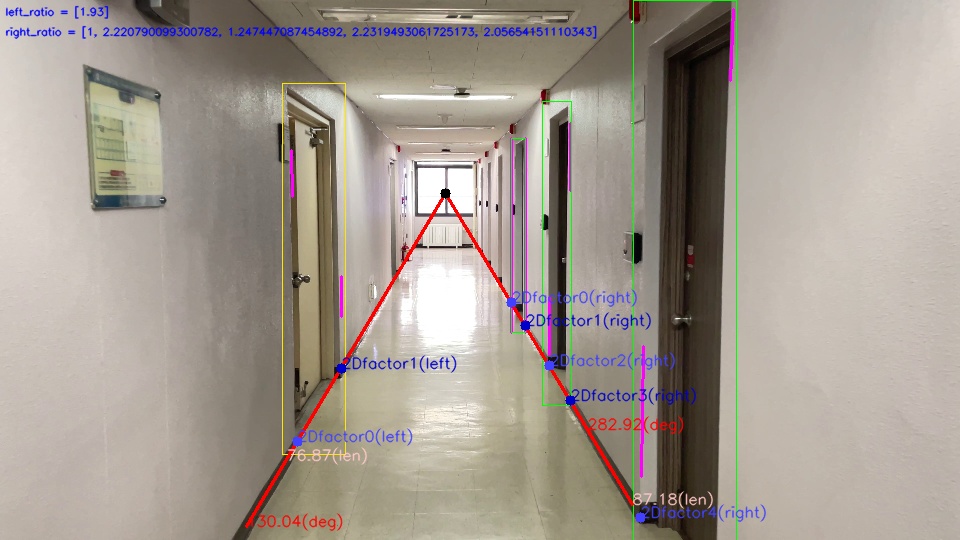 left_ratio = [1.93]
right_ratio = [1, 2.220790099300782, 1.247447087454892, 2.2319493061725173, 2.05654151110343]
2Dfactor0(right)
2Dfactor1(right)
2Dfactor1(left)
2Dfactor2(right)
2Dfactor3(right)
282.92(deg)
2Dfactor0(left)
76.87(len)
87.18(len)
2Dfactor4(right)
30.04(deg)